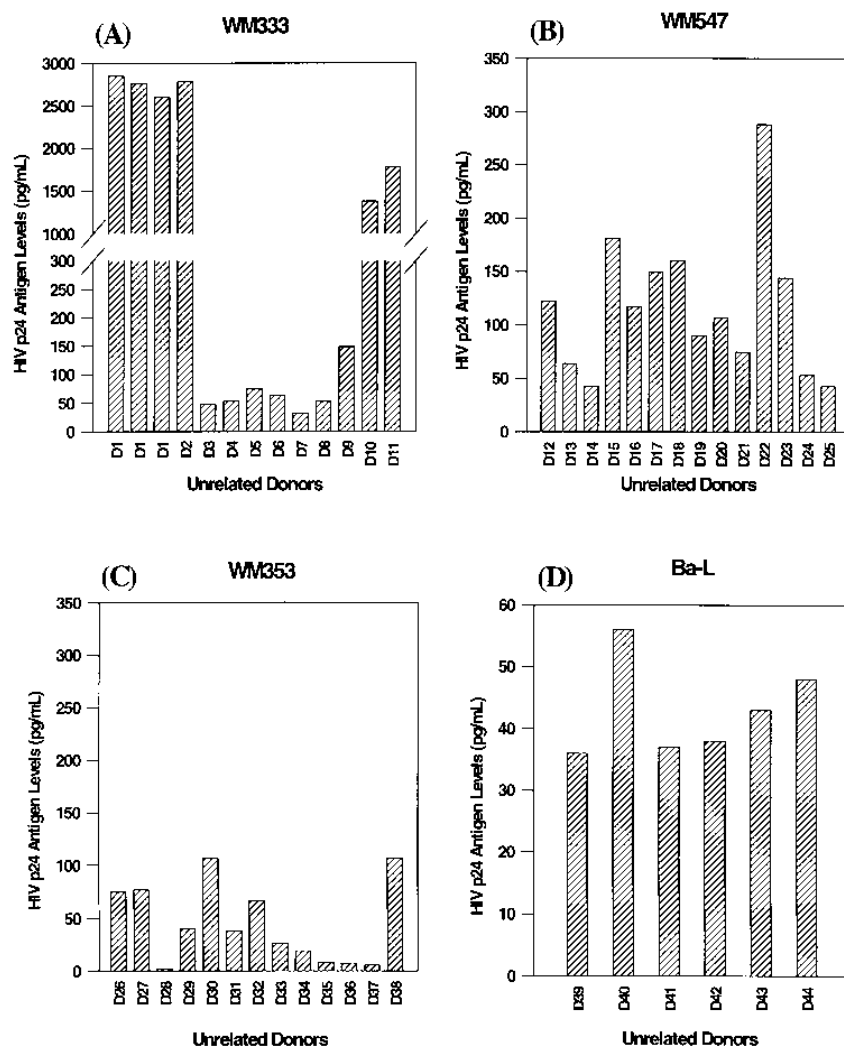 (A)
WM333
HIV p24 Antigen Levels (pg/mL)
3000
2500
2000
1500
1000
300
250
200
150
100
50
0
D1 D1 D1 D2 D3 D4 D5 D6 D7 D8 D9 D10 D11
Unrelated Donors
(B)
WM547
HIV p24 Antigen Levels (pg/mL)
350
300
250
200
150
100
50
0
D12 D13 D14 D15 D16 D17 D18 D19 D20 D21 D22 D23 D24 D25
Unrelated Donors
(C)
WM353
HIV p24 Antigen Levels (pg/mL)
350
300
250
200
150
100
50
0
D26 D27 D28 D29 D30 D31 D32 D33 D34 D35 D36 D37 D38
Unrelated Donors
(D)
Ba-L
HIV p24 Antigen Levels (pg/mL)
60
50
40
30
20
10
0
D39 D40 D41 D42 D43 D44
Unrelated Donors